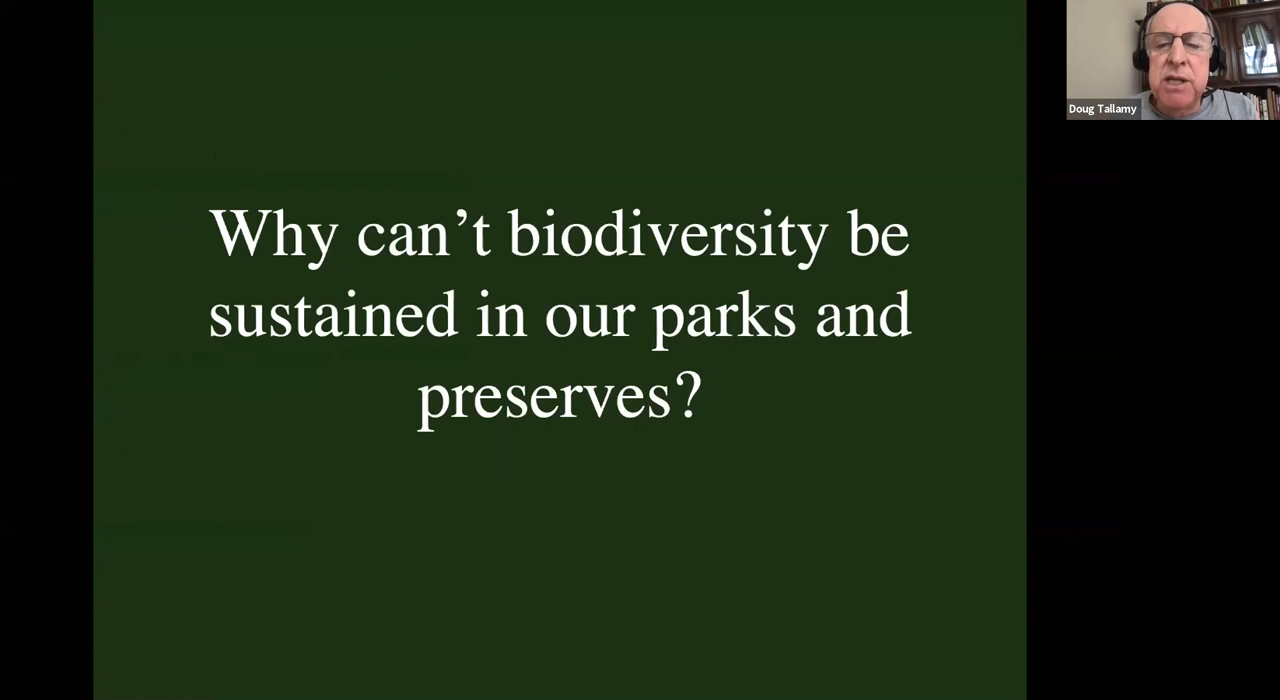 Doug Tallamy
Why can’t biodiversity be
sustained in our parks and
preserves?